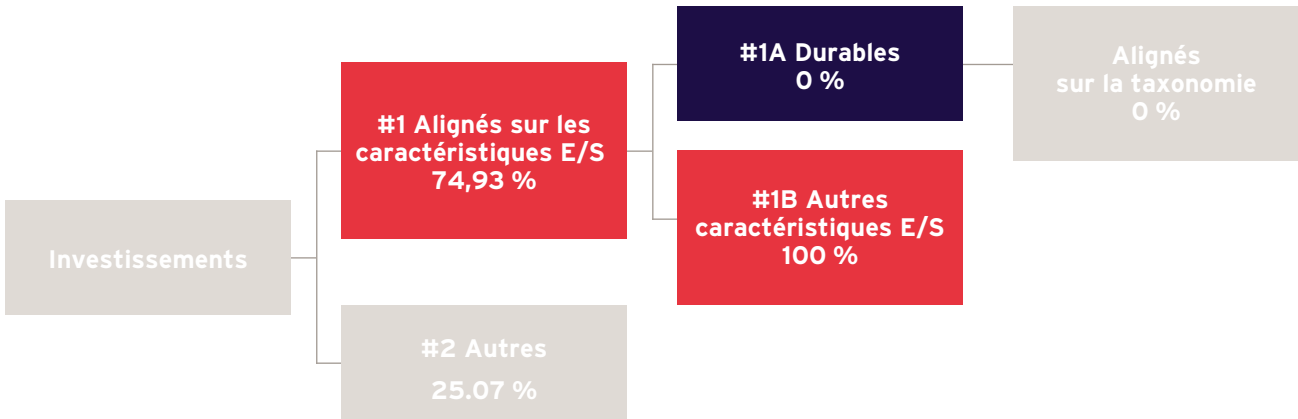 Investissements
#1 Alignés sur les
caractéristiques E/S
74,93 %
#2 Autres
25.07 %
#1A Durables
0 %
#1B Autres
caractéristiques E/S
100 %
Alignés
sur la taxonomie
0 %